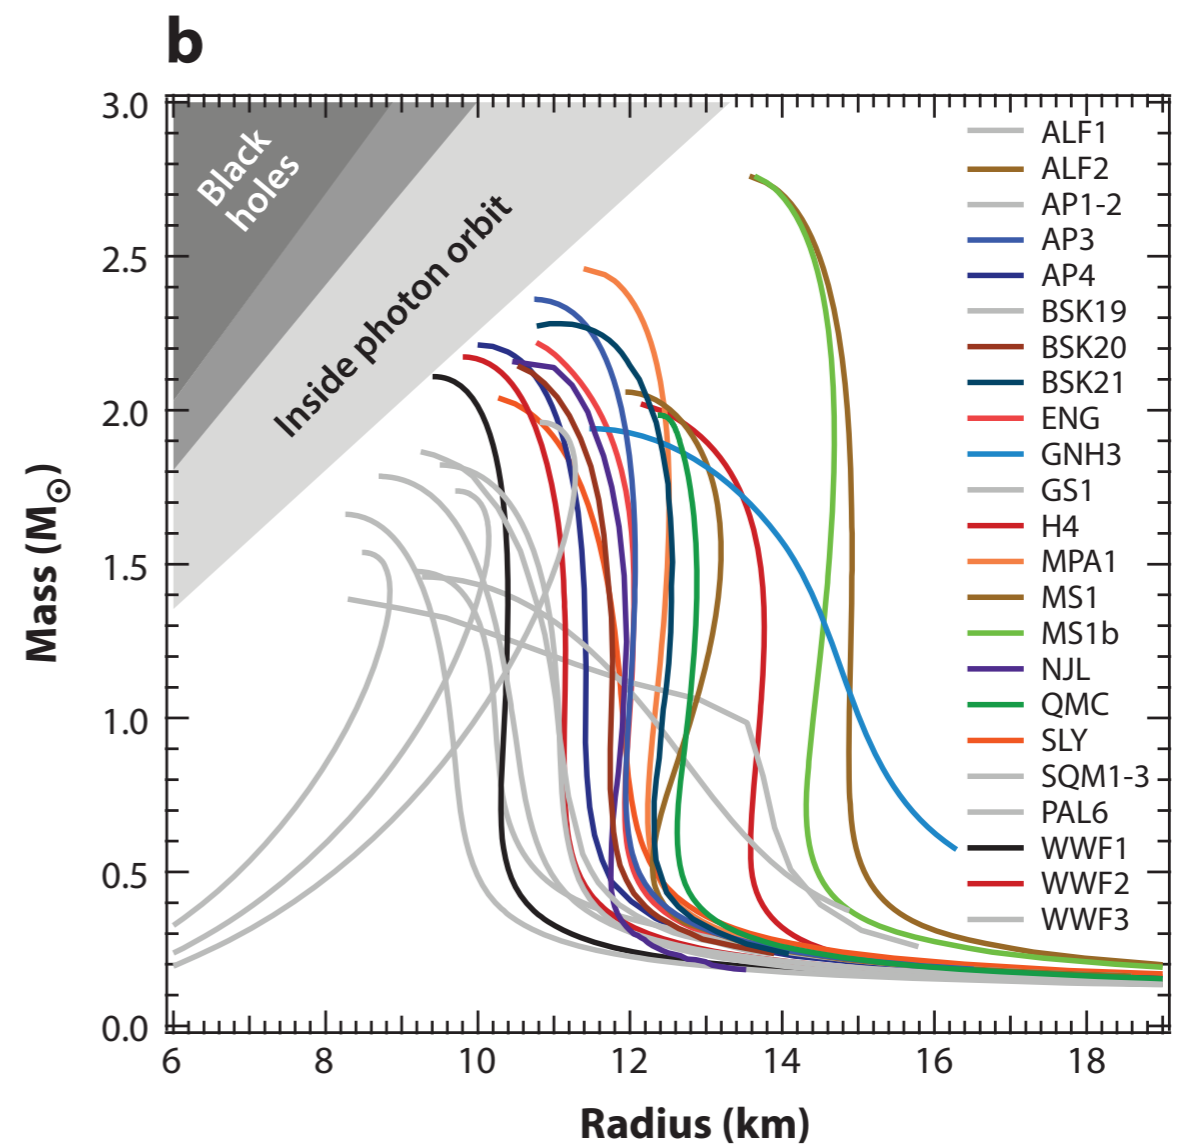 b
Mass (M☉)
3.0
2.5
2.0
1.5
1.0
0.5
0.0
Black
holes
Inside photon orbit
ALF1
ALF2
AP1-2
AP3
AP4
BSK19
BSK20
BSK21
ENG
GNH3
GS1
H4
MPA1
MS1
MS1b
NJL
QMC
SLY
SQM1-3
PAL6
WWF1
WWF2
WWF3
6 8 10 12 14 16 18
Radius (km)